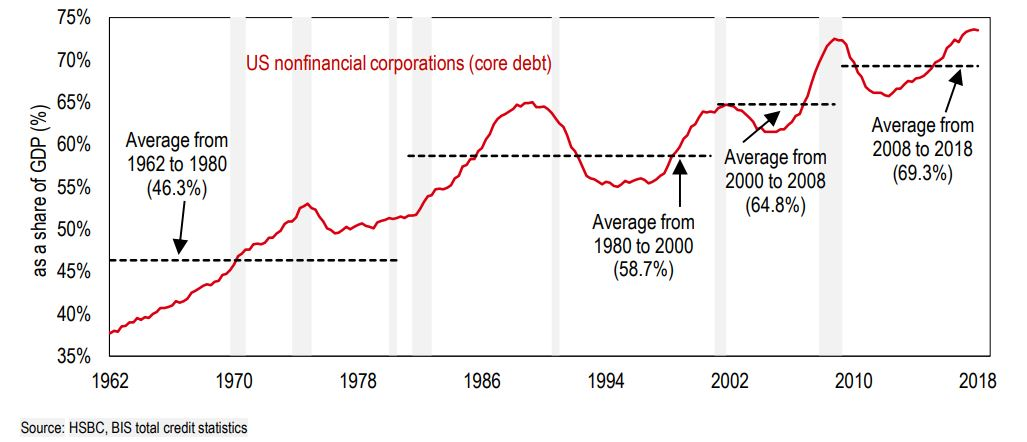 75%
70%
65%
60%
55%
50%
45%
40%
35%
as a share of GDP (%)
US nonfinancial corporations (core debt)
Average from
1962 to 1980
(46.3%)
Average from
1980 to 2000
(58.7%)
Average from
2000 to 2008
(64.8%)
Average from
2008 to 2018
(69.3%)
1962
1970
1978
1986
1994
2002
2010
2018
Source: HSBC, BIS total credit statistics